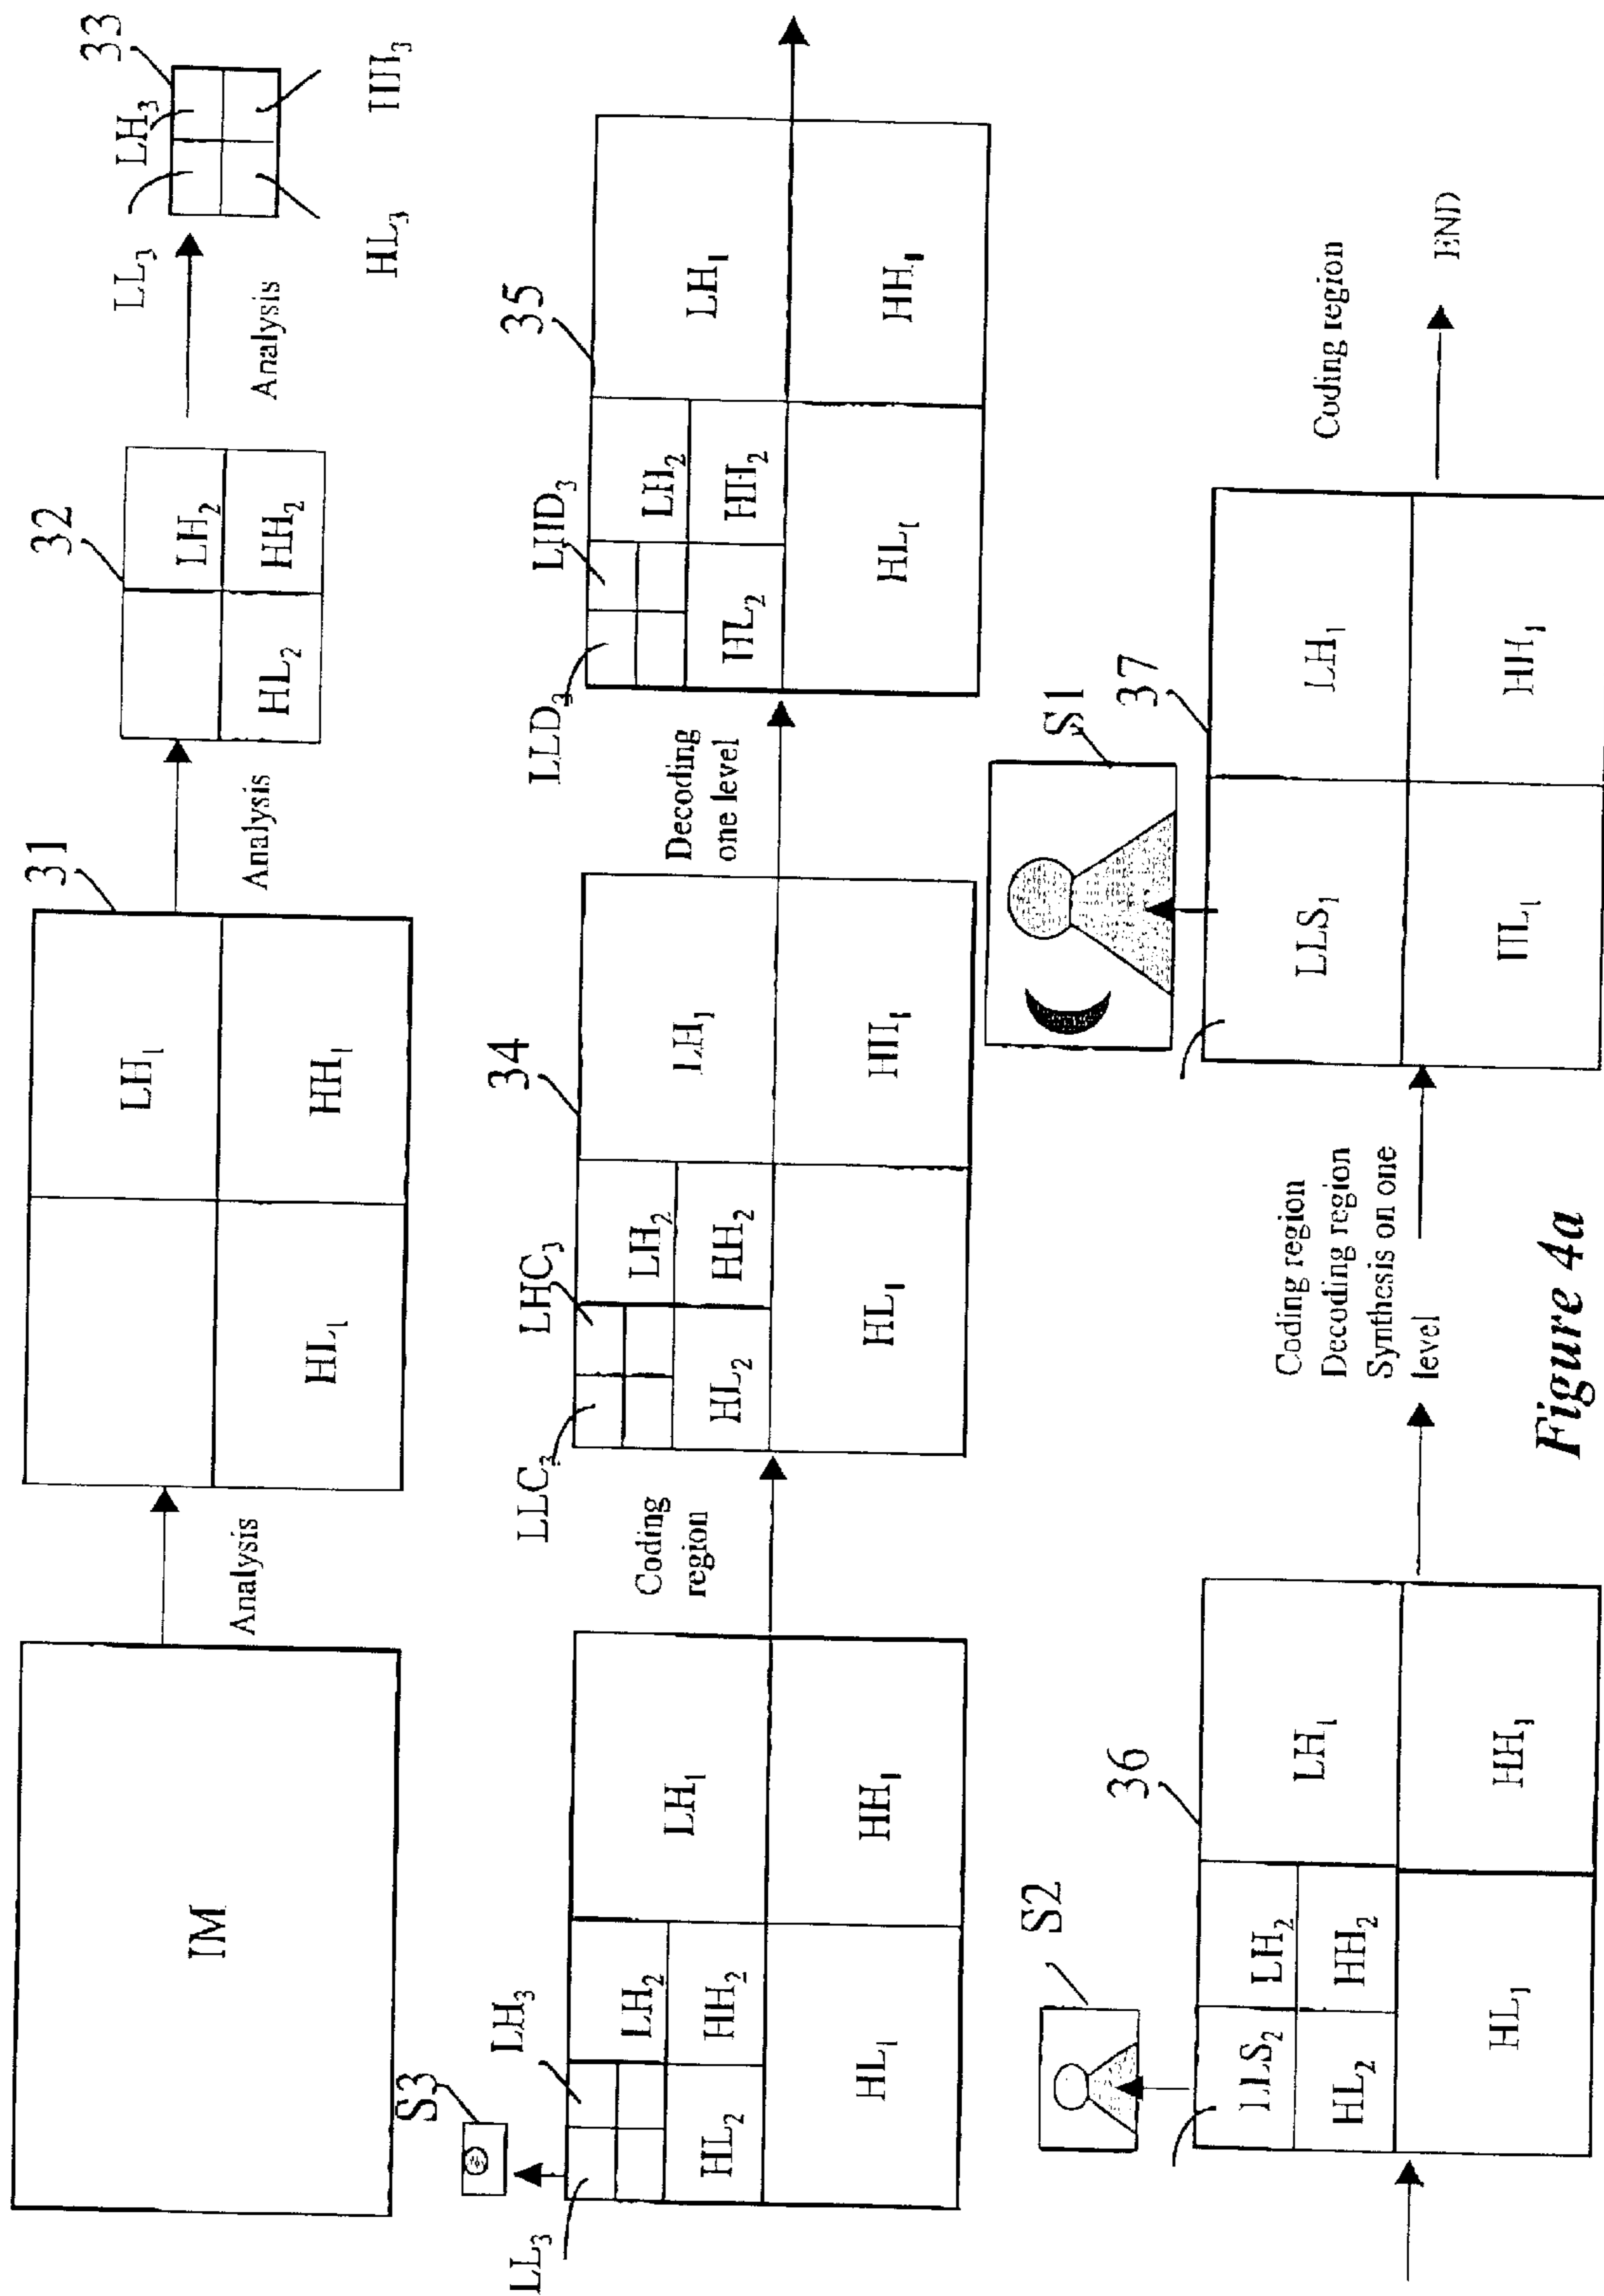 IM
Analysis
31
LH₁
HL₁
HH₁
Analysis
32
LH₂
HL₂
HH₂
Analysis
33
LL₃
LH₃
HL₃
HH₃
S3
LL₃
LH₃
LH₂
HL₂
HH₂
LH₁
HL₁
HH₁
Coding
region
34
LLC₃
LHC₃
LH₂
HL₂
HH₂
LH₁
HL₁
HH₁
Decoding
one level
35
LLD₃
LHD₃
LH₂
HL₂
HH₂
LH₁
HL₁
HH₁
S2
36
LLS₂
LH₂
HL₂
HH₂
LH₁
HL₁
HH₁
Coding region
Decoding region
Synthesis on one
level
S1
37
LLS₁
LH₁
HL₁
HH₁
Coding region
END
Figure 4a